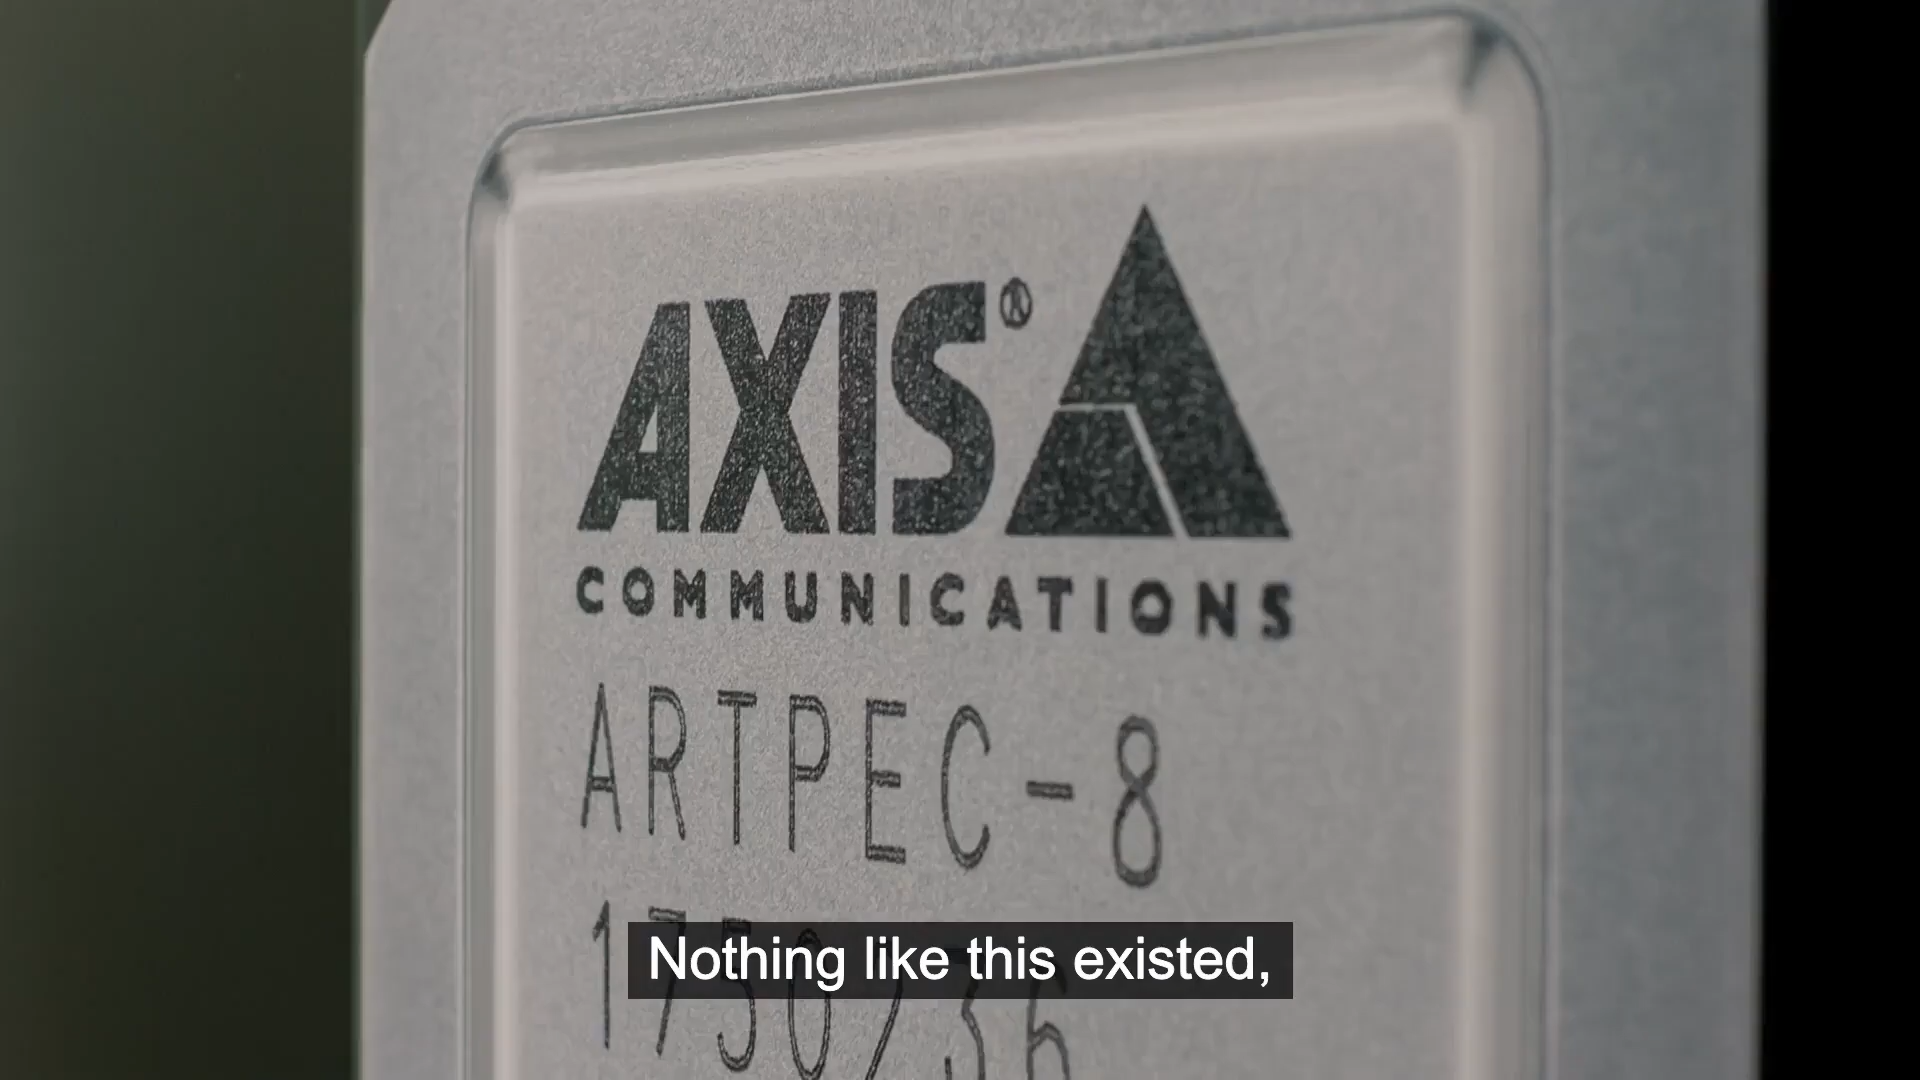 AXIS®
COMMUNICATIONS
ARTPEC-8
Nothing like this existed,